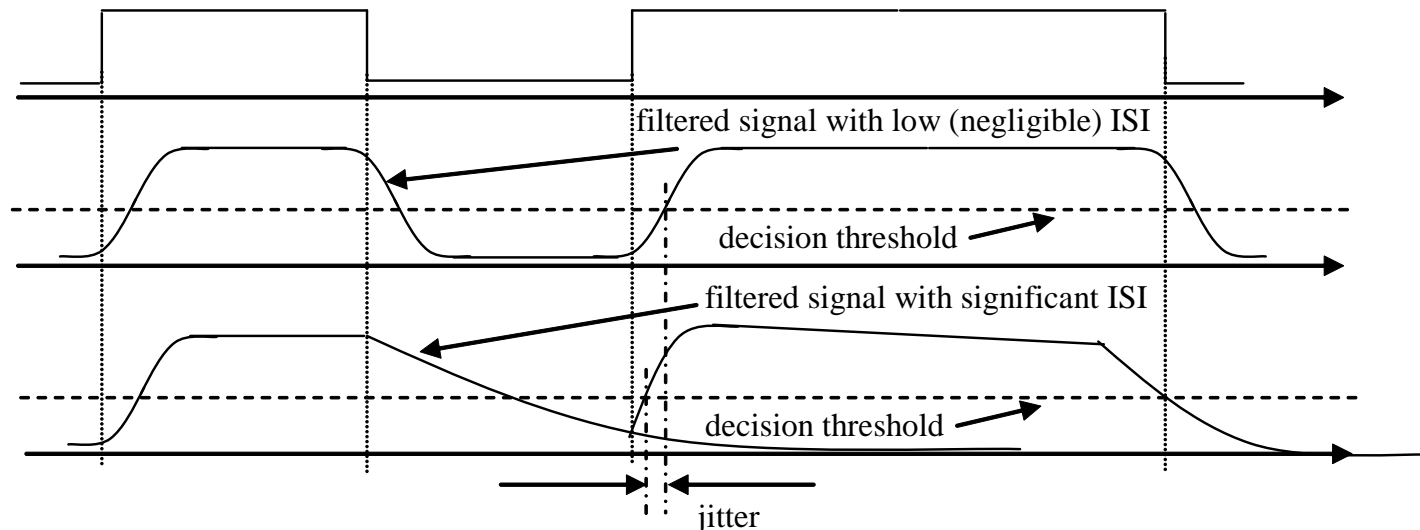 filtered signal with low (negligible) ISI
decision threshold
filtered signal with significant ISI
decision threshold
jitter